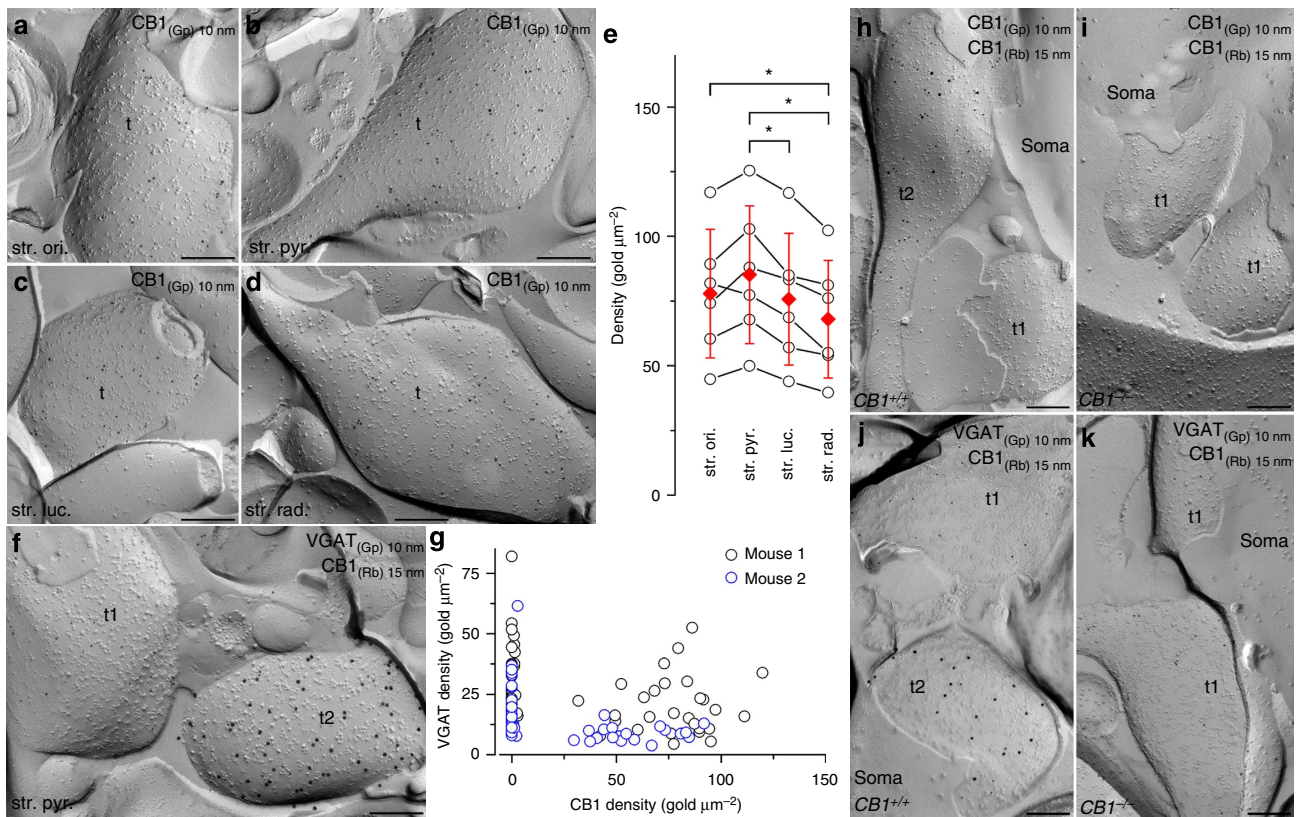 a
CB1(Gp) 10 nm
t
str. ori.
b
CB1(Gp) 10 nm
t
str. pyr.
c
CB1(Gp) 10 nm
t
str. luc.
d
CB1(Gp) 10 nm
t
str. rad.
e
Density (gold μm−2)
150
100
50
0
*
*
*
str. ori.
str. pyr.
str. luc.
str. rad.
f
VGAT(Gp) 10 nm
CB1(Rb) 15 nm
t1
t2
str. pyr.
g
VGAT density (gold μm−2)
75
50
25
0
Mouse 1
Mouse 2
0
50
100
150
CB1 density (gold μm−2)
h
CB1(Gp) 10 nm
CB1(Rb) 15 nm
Soma
t2
t1
CB1+/+
i
CB1(Gp) 10 nm
CB1(Rb) 15 nm
Soma
t1
t1
CB1−/−
j
VGAT(Gp) 10 nm
CB1(Rb) 15 nm
t1
t2
Soma
CB1+/+
k
VGAT(Gp) 10 nm
CB1(Rb) 15 nm
t1
Soma
t1
CB1−/−